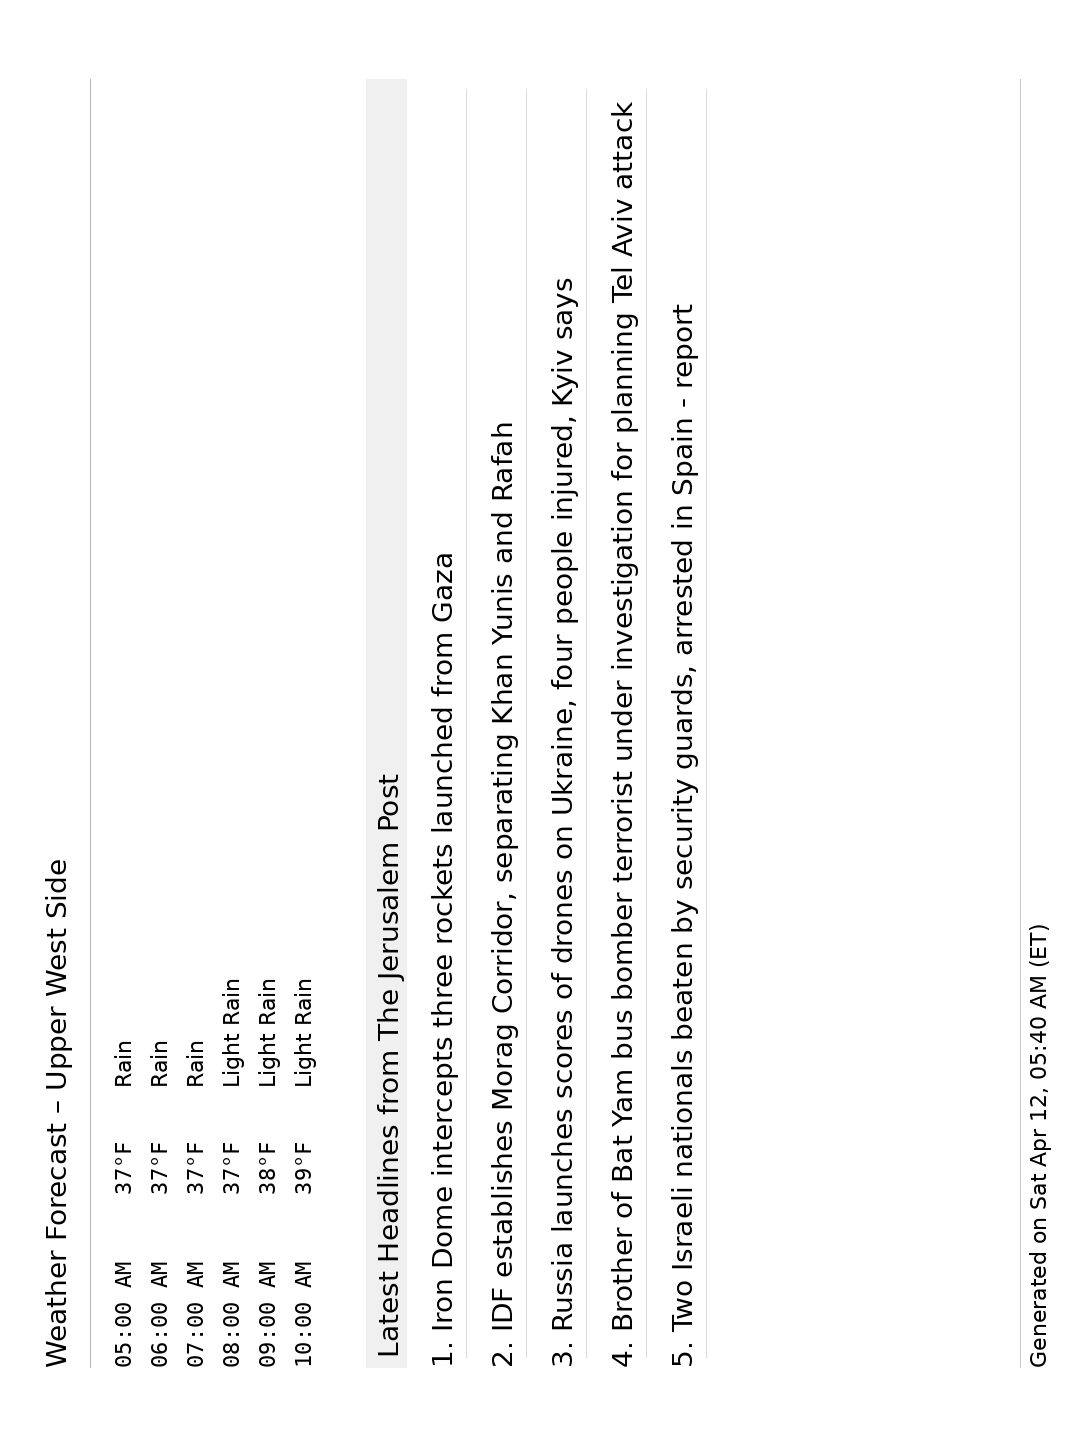 Weather Forecast – Upper West Side
05:00 AM 37°F Rain
06:00 AM 37°F Rain
07:00 AM 37°F Rain
08:00 AM 37°F Light Rain
09:00 AM 38°F Light Rain
10:00 AM 39°F Light Rain
Latest Headlines from The Jerusalem Post
1. Iron Dome intercepts three rockets launched from Gaza
2. IDF establishes Morag Corridor, separating Khan Yunis and Rafah
3. Russia launches scores of drones on Ukraine, four people injured, Kyiv says
4. Brother of Bat Yam bus bomber terrorist under investigation for planning Tel Aviv attack
5. Two Israeli nationals beaten by security guards, arrested in Spain - report
Generated on Sat Apr 12, 05:40 AM (ET)